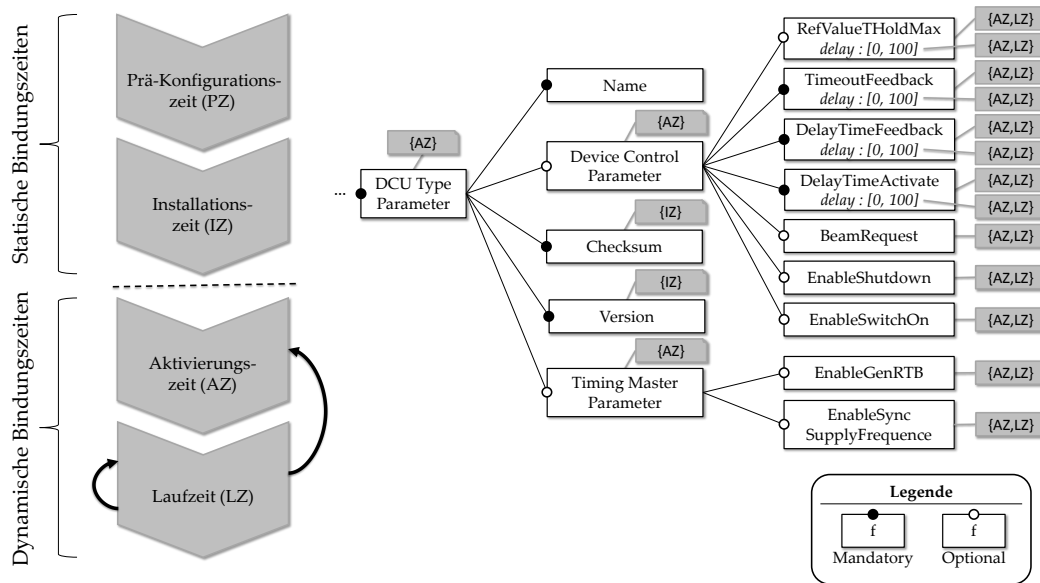 Statische Bindungszeiten
Prä-Konfigurations-
zeit (PZ)
Installations-
zeit (IZ)
Dynamische Bindungszeiten
Aktivierungs-
zeit (AZ)
Laufzeit (LZ)
...
{AZ}
DCU Type
Parameter
Name
{AZ}
Device Control
Parameter
{IZ}
Checksum
{IZ}
Version
{AZ}
Timing Master
Parameter
RefValueTHoldMax
delay : [0, 100]
{AZ,LZ}
{AZ,LZ}
TimeoutFeedback
delay : [0, 100]
{AZ,LZ}
{AZ,LZ}
DelayTimeFeedback
delay : [0, 100]
{AZ,LZ}
{AZ,LZ}
DelayTimeActivate
delay : [0, 100]
{AZ,LZ}
{AZ,LZ}
BeamRequest
{AZ,LZ}
EnableShutdown
{AZ,LZ}
EnableSwitchOn
{AZ,LZ}
EnableGenRTB
{AZ,LZ}
EnableSync
SupplyFrequence
{AZ,LZ}
Legende
f
Mandatory
f
Optional